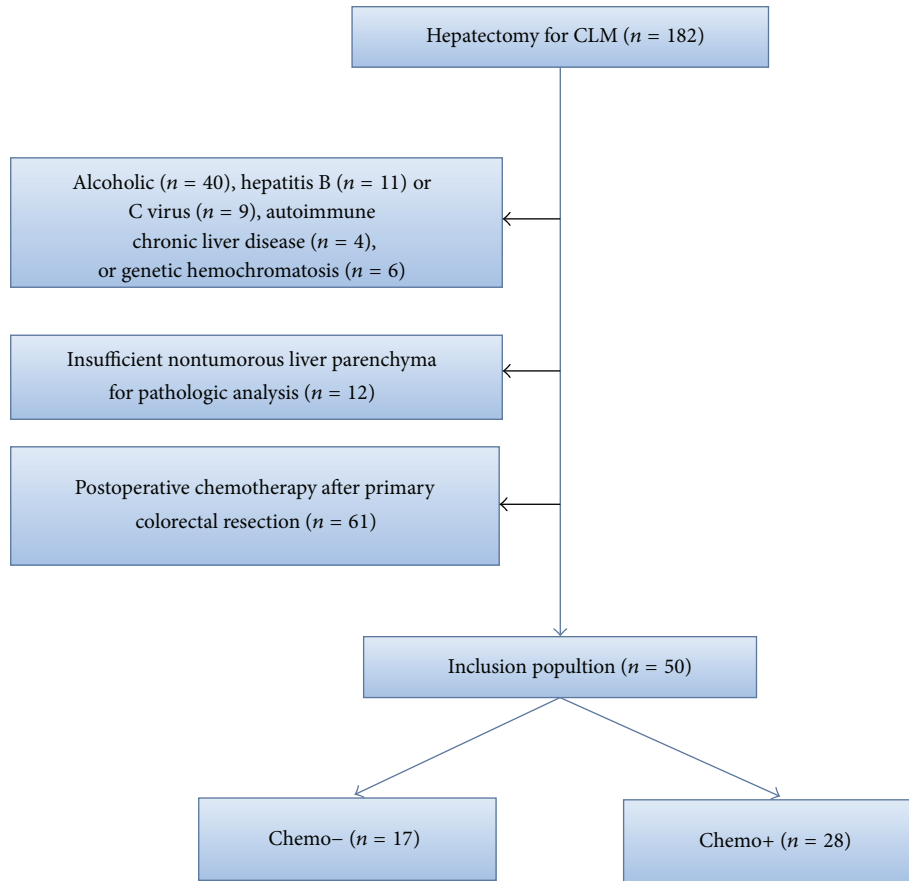 Hepatectomy for CLM (n = 182)
Alcoholic (n = 40), hepatitis B (n = 11) or
C virus (n = 9), autoimmune
chronic liver disease (n = 4),
or genetic hemochromatosis (n = 6)
Insufficient nontumorous liver parenchyma
for pathologic analysis (n = 12)
Postoperative chemotherapy after primary
colorectal resection (n = 61)
Inclusion popultion (n = 50)
Chemo− (n = 17)
Chemo+ (n = 28)